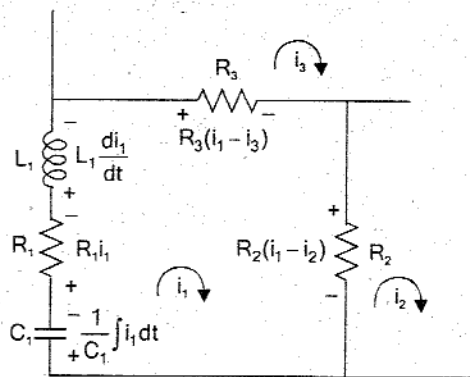 i₃
R₃
+ −
R₃(i₁ – i₃)
−
L₁ L₁ di₁/dt
+
−
R₁ R₁i₁
+
+
R₂(i₁ – i₂) R₂
−
i₁
i₂
−
C₁ 1/C₁ ∫i₁dt
+